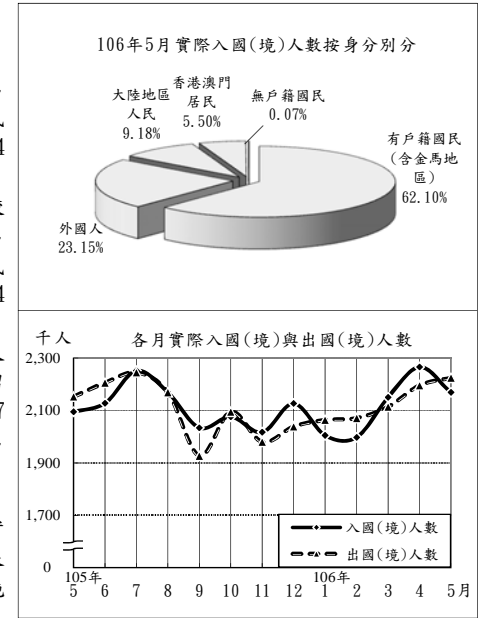 106年5月實際入國(境)人數按身分別分
大陸地區
人民
9.18%
香港澳門
居民
5.50%
無戶籍國民
0.07%
有戶籍國民
(含金馬地
區)
62.10%
外國人
23.15%
千人
各月實際入國(境)與出國(境)人數
2,300
2,100
1,900
1,700
0
入國(境)人數
出國(境)人數
105年
106年
5 6 7 8 9 10 11 12 1 2 3 4 5月